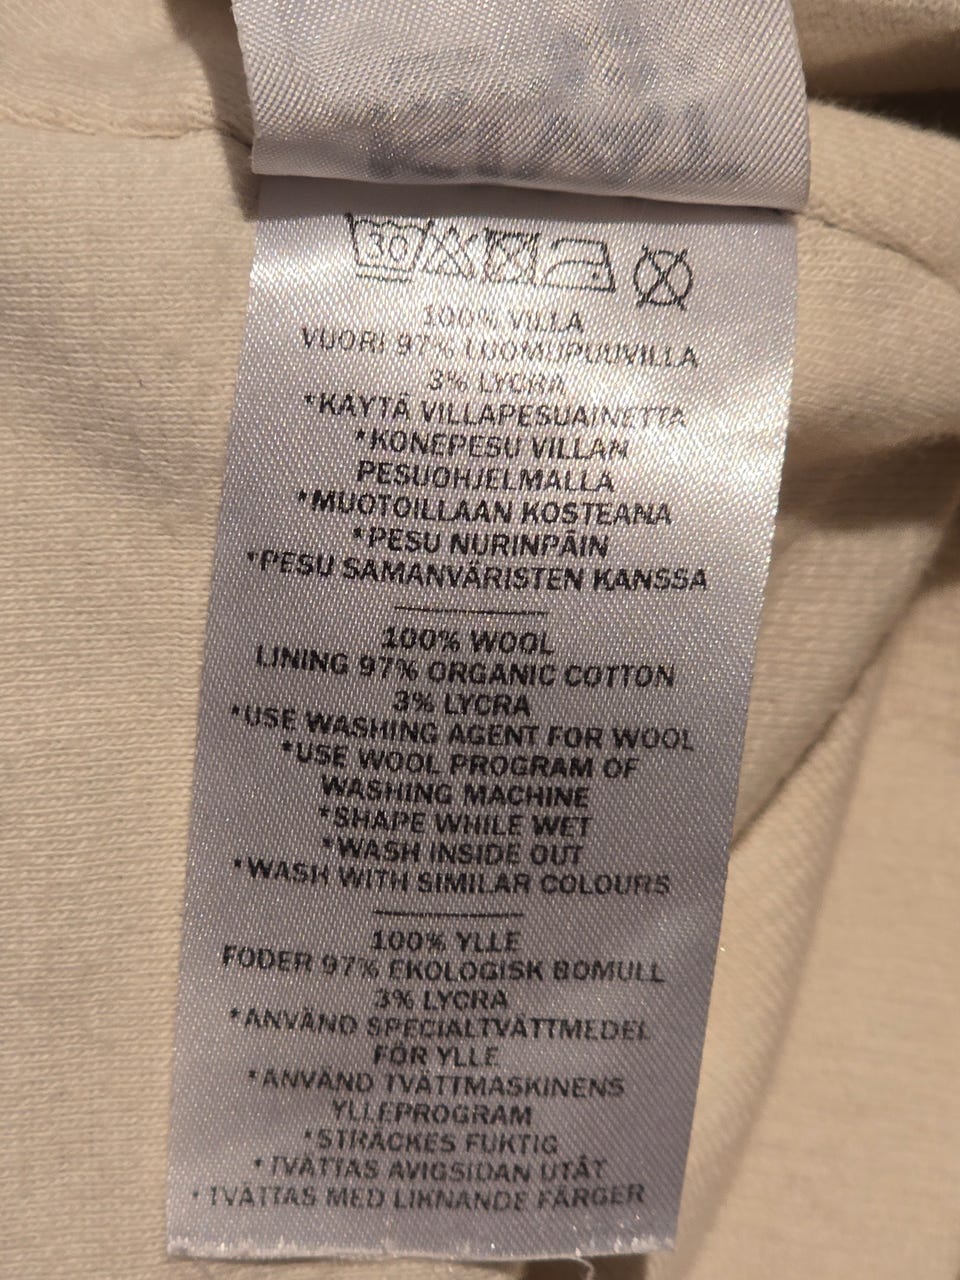 30
100% VILLA
VUORI 97% LUOMUPUUVILLA
3% LYCRA
*KÄYTÄ VILLAPESUAINETTA
*KONEPESU VILLAN
PESUOHJELMALLA
*MUOTOILLAAN KOSTEANA
*PESU NURINPÄIN
*PESU SAMANVÄRISTEN KANSSA
100% WOOL
LINING 97% ORGANIC COTTON
3% LYCRA
*USE WASHING AGENT FOR WOOL
*USE WOOL PROGRAM OF
WASHING MACHINE
*SHAPE WHILE WET
*WASH INSIDE OUT
*WASH WITH SIMILAR COLOURS
100% YLLE
FODER 97% EKOLOGISK BOMULL
3% LYCRA
*ANVÄND SPECIALTVÄTTMEDEL
FÖR YLLE
*ANVÄND TVÄTTMASKINENS
YLLEPROGRAM
*STRÄCKES FUKTIG
*TVÄTTAS AVIGSIDAN UTÅT
*TVÄTTAS MED LIKNANDE FÄRGER